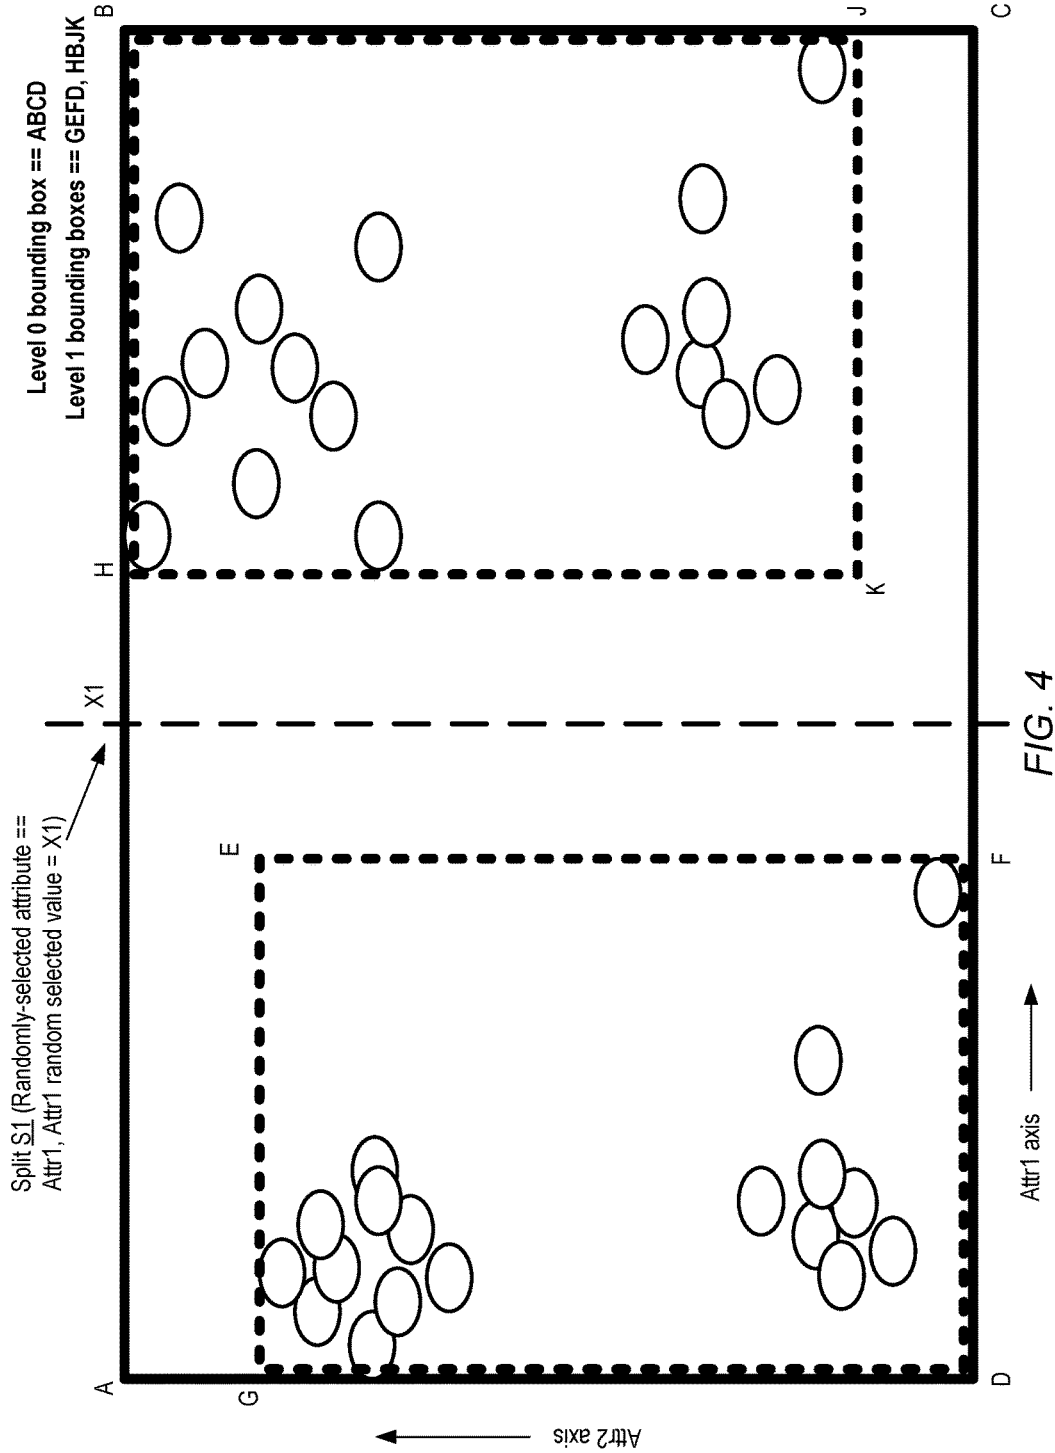 Split S1 (Randomly-selected attribute ==
Attr1, Attr1 random selected value = X1)
Level 0 bounding box == ABCD
Level 1 bounding boxes == GEFD, HBJK
X1
A
H
B
G
E
J
K
D
F
C
Attr2 axis
Attr1 axis
FIG. 4